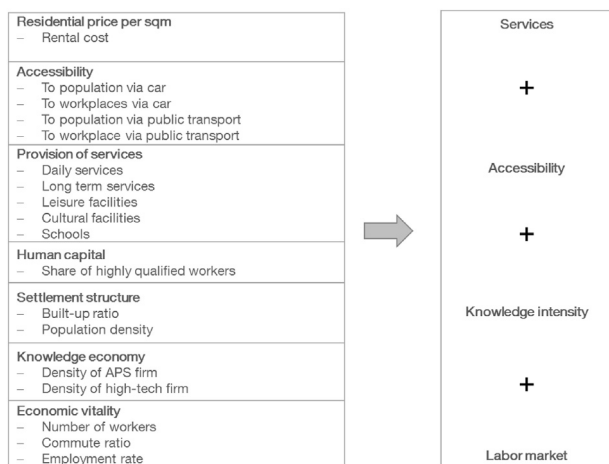 Residential price per sqm
– Rental cost
Accessibility
– To population via car
– To workplaces via car
– To population via public transport
– To workplace via public transport
Provision of services
– Daily services
– Long term services
– Leisure facilities
– Cultural facilities
– Schools
Human capital
– Share of highly qualified workers
Settlement structure
– Built-up ratio
– Population density
Knowledge economy
– Density of APS firm
– Density of high-tech firm
Economic vitality
– Number of workers
– Commute ratio
– Employment rate
Services
+
Accessibility
+
Knowledge intensity
+
Labor market